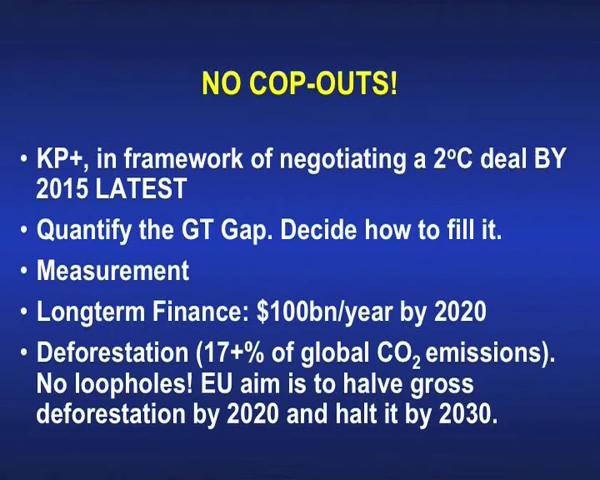 NO COP-OUTS!
• KP+, in framework of negotiating a 2ºC deal BY
2015 LATEST
• Quantify the GT Gap. Decide how to fill it.
• Measurement
• Longterm Finance: $100bn/year by 2020
• Deforestation (17+% of global CO₂ emissions).
No loopholes! EU aim is to halve gross
deforestation by 2020 and halt it by 2030.